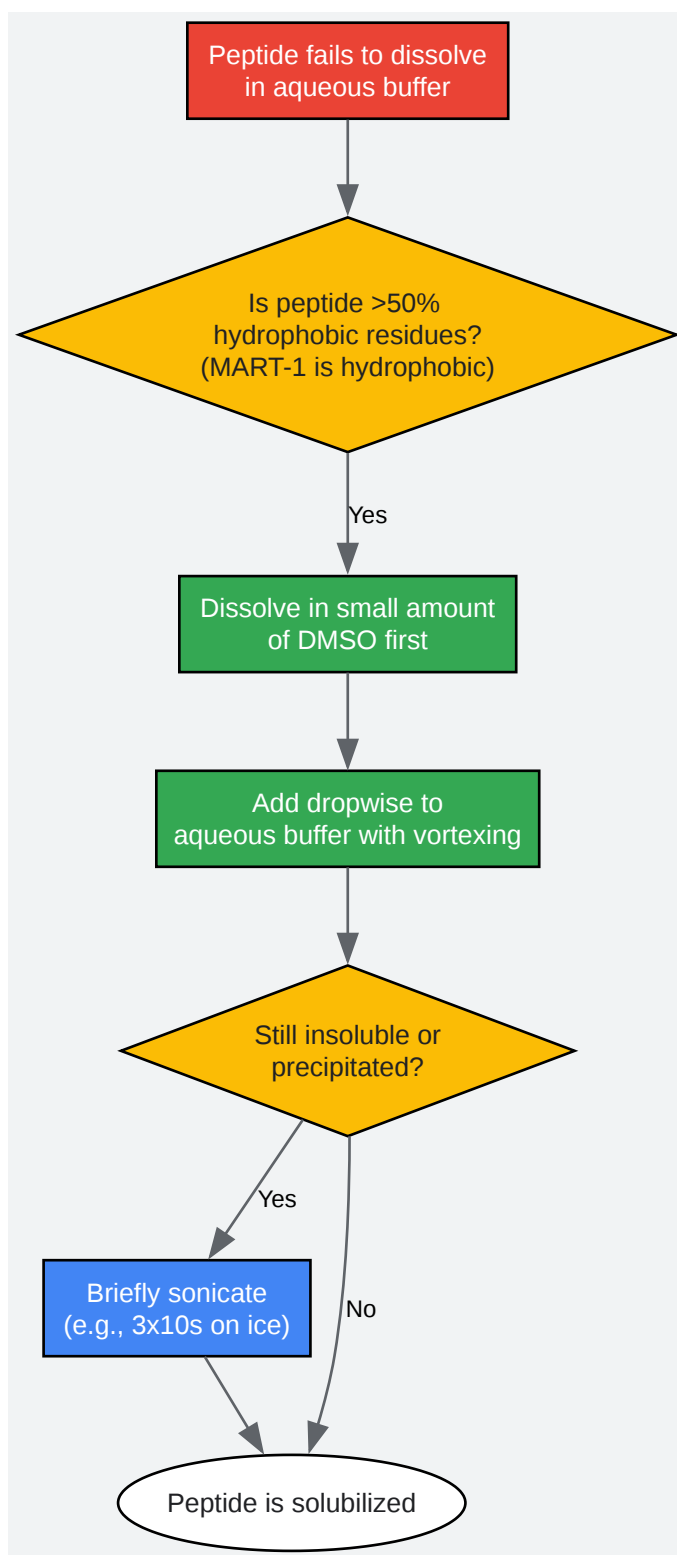 Peptide fails to dissolve
in aqueous buffer
Is peptide >50%
hydrophobic residues?
(MART-1 is hydrophobic)
Yes
Dissolve in small amount
of DMSO first
Add dropwise to
aqueous buffer with vortexing
Still insoluble or
precipitated?
Yes
Briefly sonicate
(e.g., 3x10s on ice)
No
Peptide is solubilized